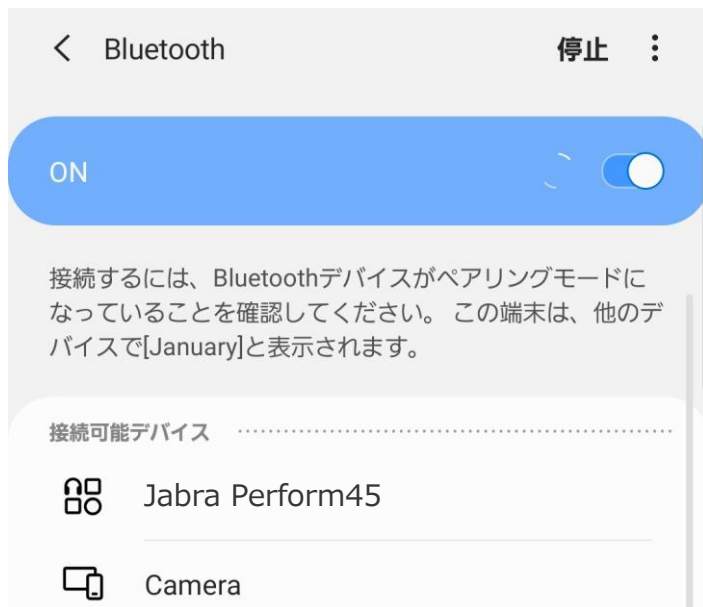 Bluetooth 停止
ON
接続するには、Bluetoothデバイスがペアリングモードに
なっていることを確認してください。 この端末は、他のデ
バイスで[January]と表示されます。
接続可能デバイス
Jabra Perform45
Camera